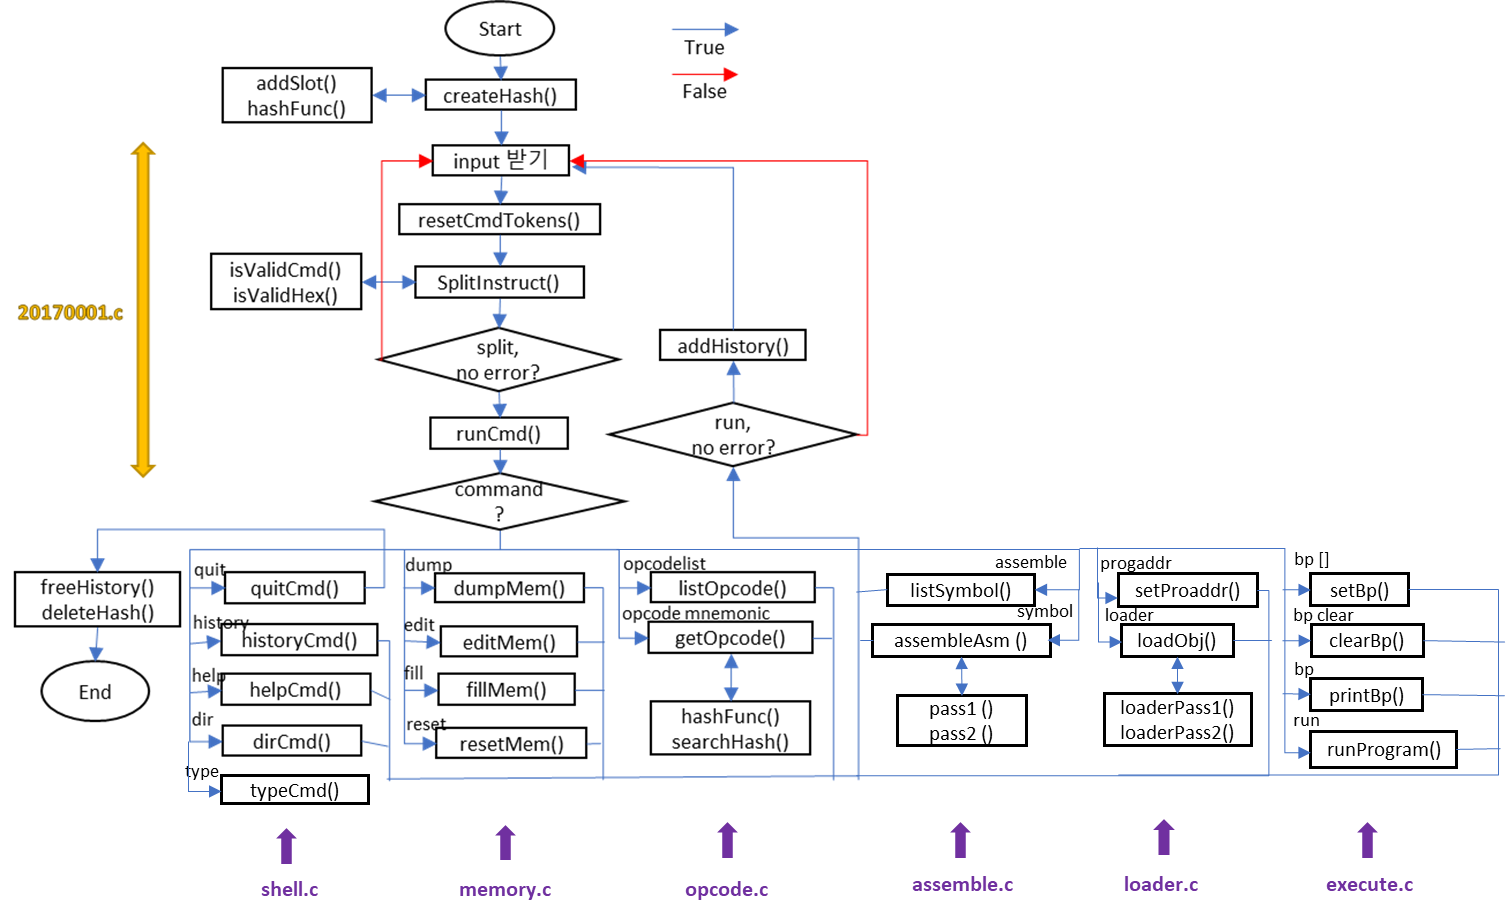 Start
True
False
addSlot()
hashFunc()
createHash()
input 받기
resetCmdTokens()
isValidCmd()
isValidHex()
SplitInstruct()
20170001.c
split,
no error?
addHistory()
runCmd()
run,
no error?
command
?
freeHistory()
deleteHash()
End
quit
quitCmd()
history
historyCmd()
help
helpCmd()
dir
dirCmd()
type
typeCmd()
dump
dumpMem()
edit
editMem()
fill
fillMem()
reset
resetMem()
opcodelist
listOpcode()
opcode mnemonic
getOpcode()
hashFunc()
searchHash()
assemble
listSymbol()
symbol
assembleAsm ()
pass1 ()
pass2 ()
progaddr
setProaddr()
loader
loadObj()
loaderPass1()
loaderPass2()
bp []
setBp()
bp clear
clearBp()
bp
printBp()
run
runProgram()
shell.c
memory.c
opcode.c
assemble.c
loader.c
execute.c